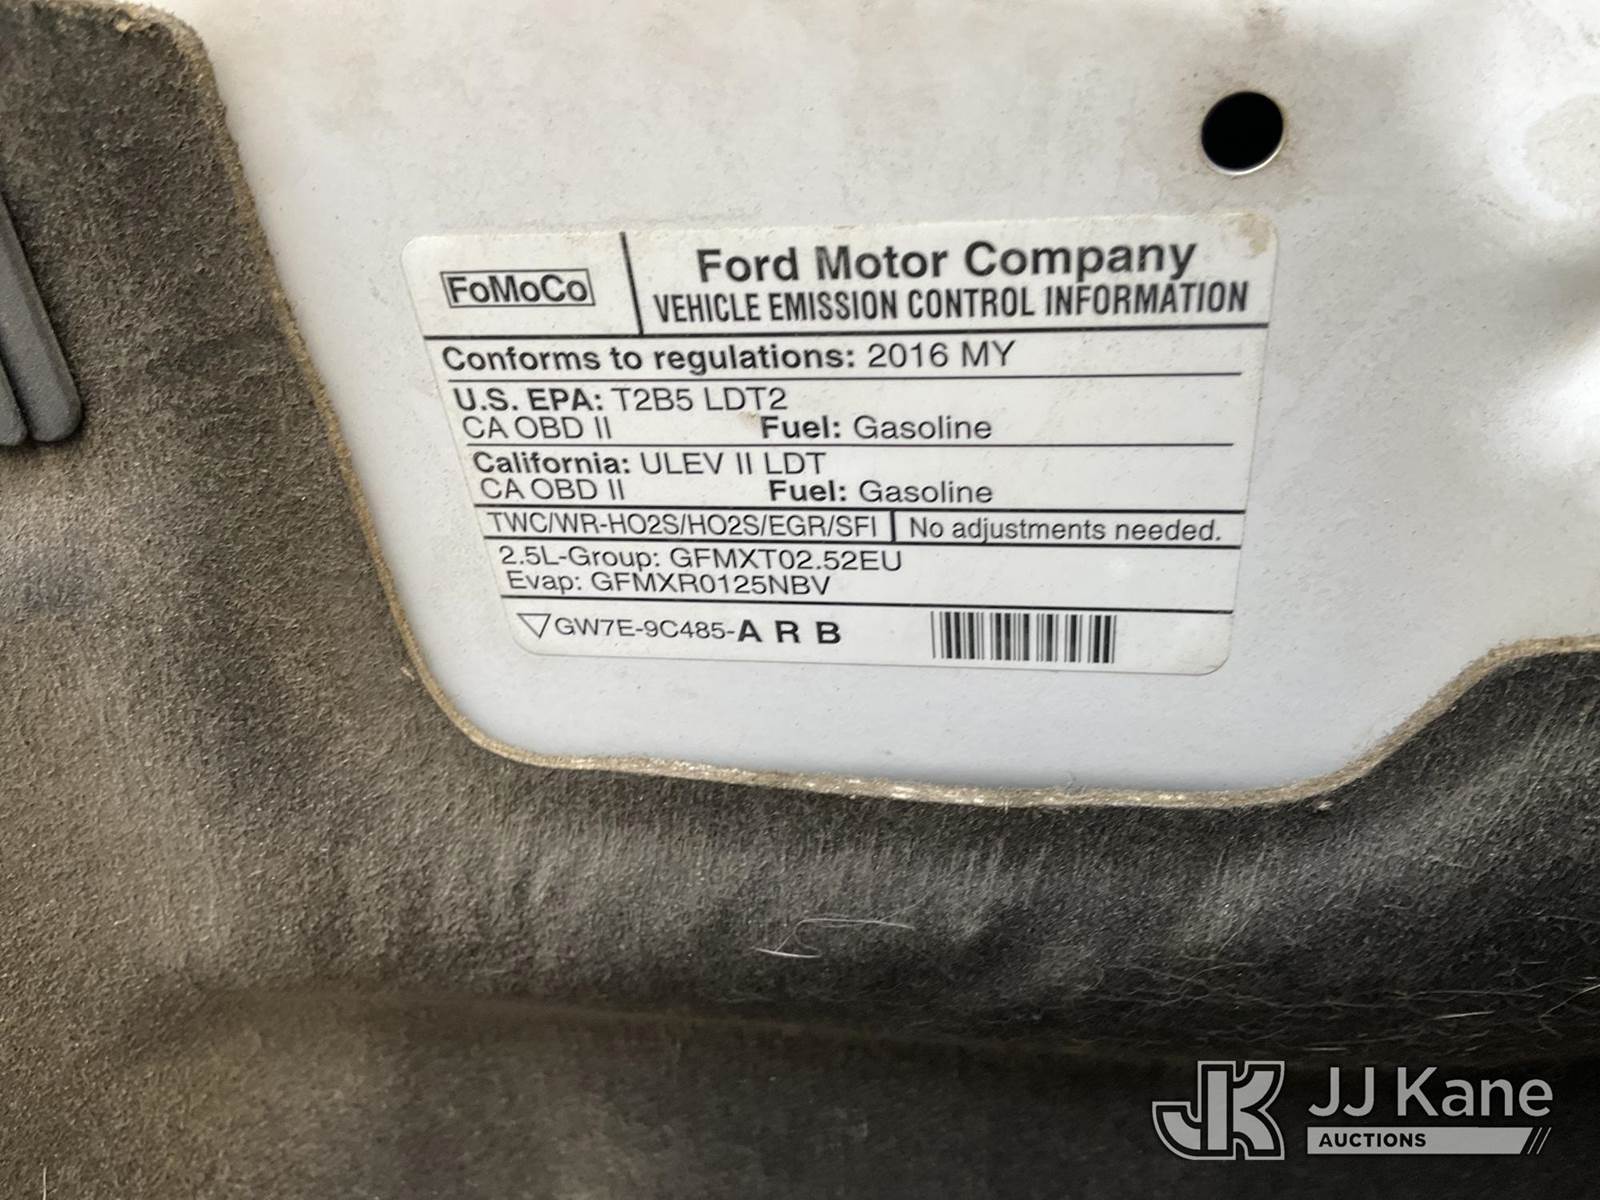 FoMoCo
Ford Motor Company
VEHICLE EMISSION CONTROL INFORMATION
Conforms to regulations: 2016 MY
U.S. EPA: T2B5 LDT2
CA OBD II Fuel: Gasoline
California: ULEV II LDT
CA OBD II Fuel: Gasoline
TWC/WR-HO2S/HO2S/EGR/SFI No adjustments needed.
2.5L-Group: GFMXT02.52EU
Evap: GFMXR0125NBV
GW7E-9C485-A R B
JK JJ Kane
AUCTIONS